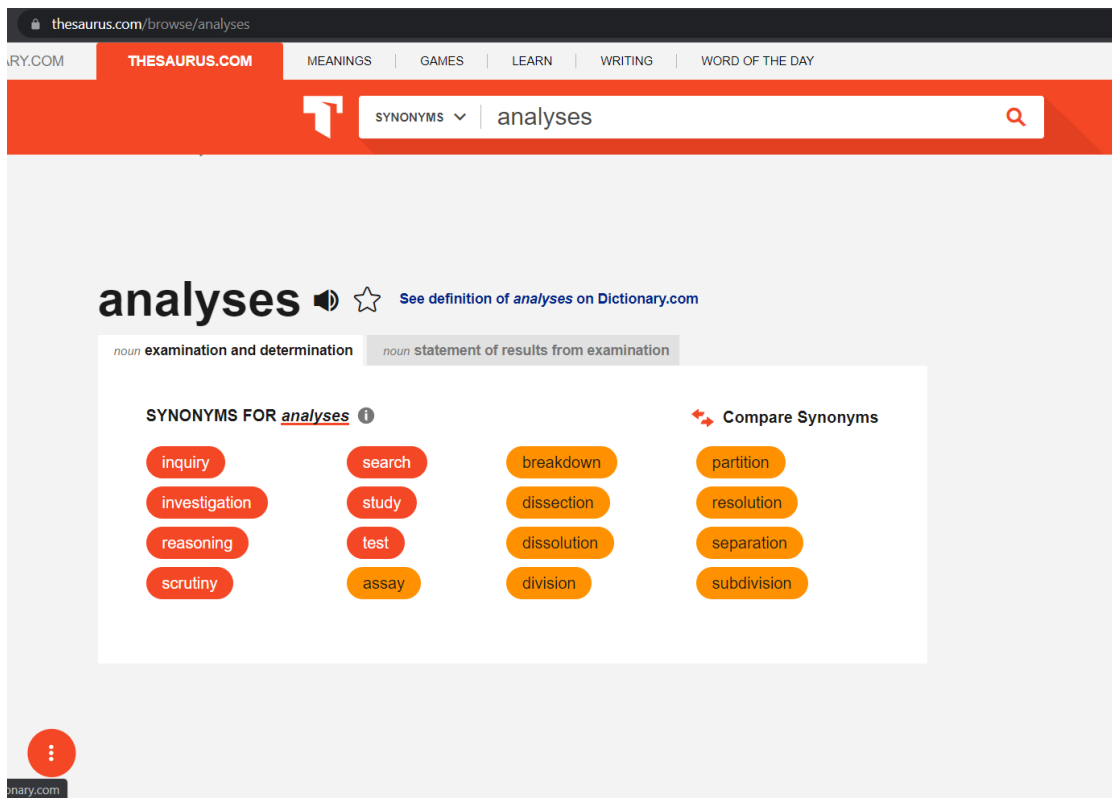 thesaurus.com/browse/analyses
ARY.COM THESAURUS.COM MEANINGS GAMES LEARN WRITING WORD OF THE DAY
SYNONYMS analyses
analyses See definition of analyses on Dictionary.com
noun examination and determination noun statement of results from examination
SYNONYMS FOR analyses Compare Synonyms
inquiry search breakdown partition
investigation study dissection resolution
reasoning test dissolution separation
scrutiny assay division subdivision
onary.com